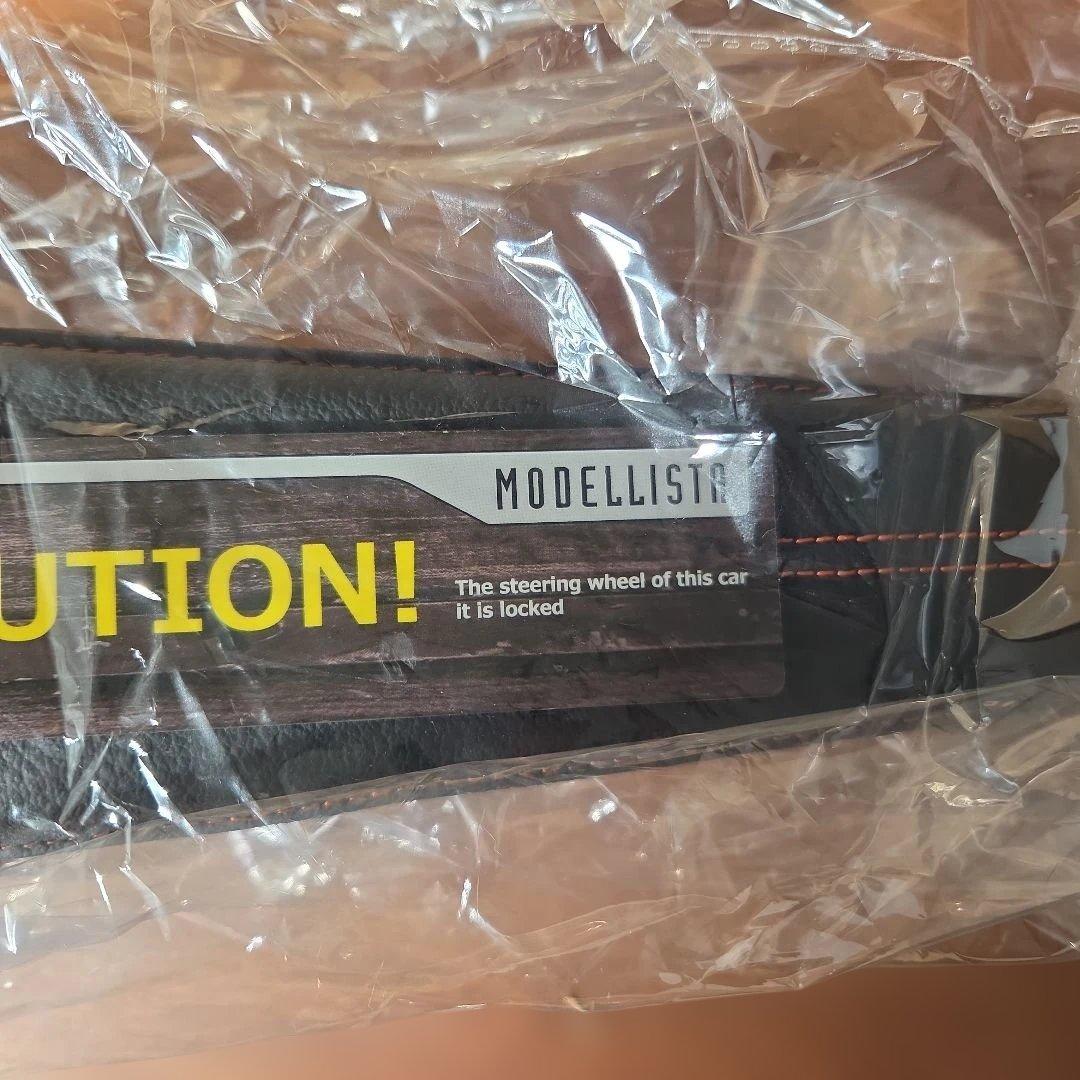 MODELLISTA
UTION!
The steering wheel of this car
it is locked